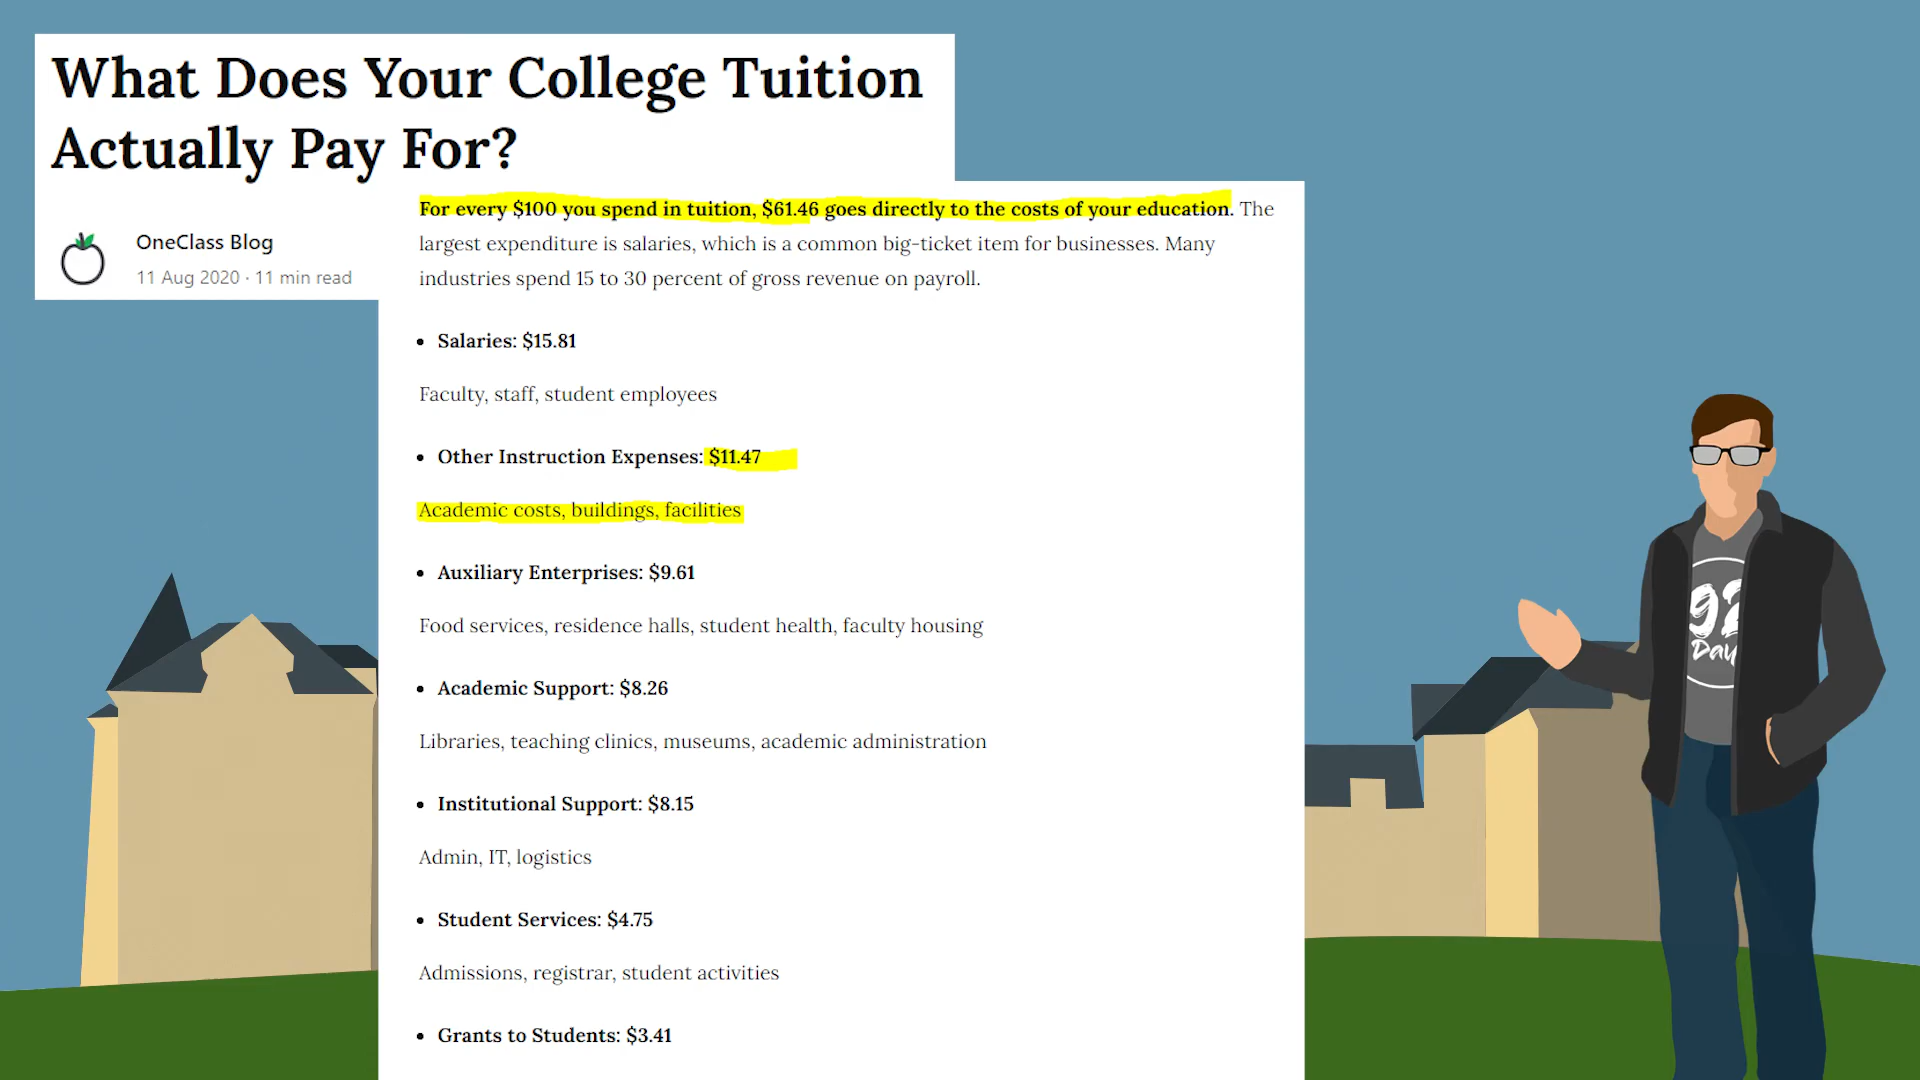 What Does Your College Tuition
Actually Pay For?
OneClass Blog
11 Aug 2020 · 11 min read
For every $100 you spend in tuition, $61.46 goes directly to the costs of your education. The
largest expenditure is salaries, which is a common big-ticket item for businesses. Many
industries spend 15 to 30 percent of gross revenue on payroll.
• Salaries: $15.81
Faculty, staff, student employees
• Other Instruction Expenses: $11.47
Academic costs, buildings, facilities
• Auxiliary Enterprises: $9.61
Food services, residence halls, student health, faculty housing
• Academic Support: $8.26
Libraries, teaching clinics, museums, academic administration
• Institutional Support: $8.15
Admin, IT, logistics
• Student Services: $4.75
Admissions, registrar, student activities
• Grants to Students: $3.41
92
Day